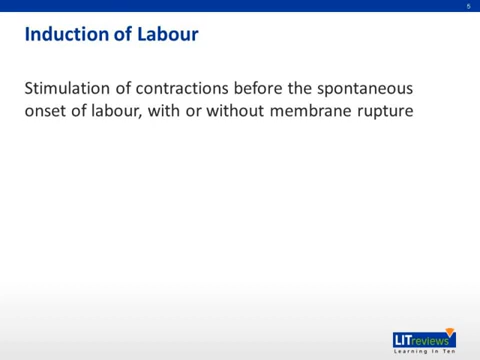 5
Induction of Labour
Stimulation of contractions before the spontaneous
onset of labour, with or without membrane rupture
LITreviews
Learning In Ten